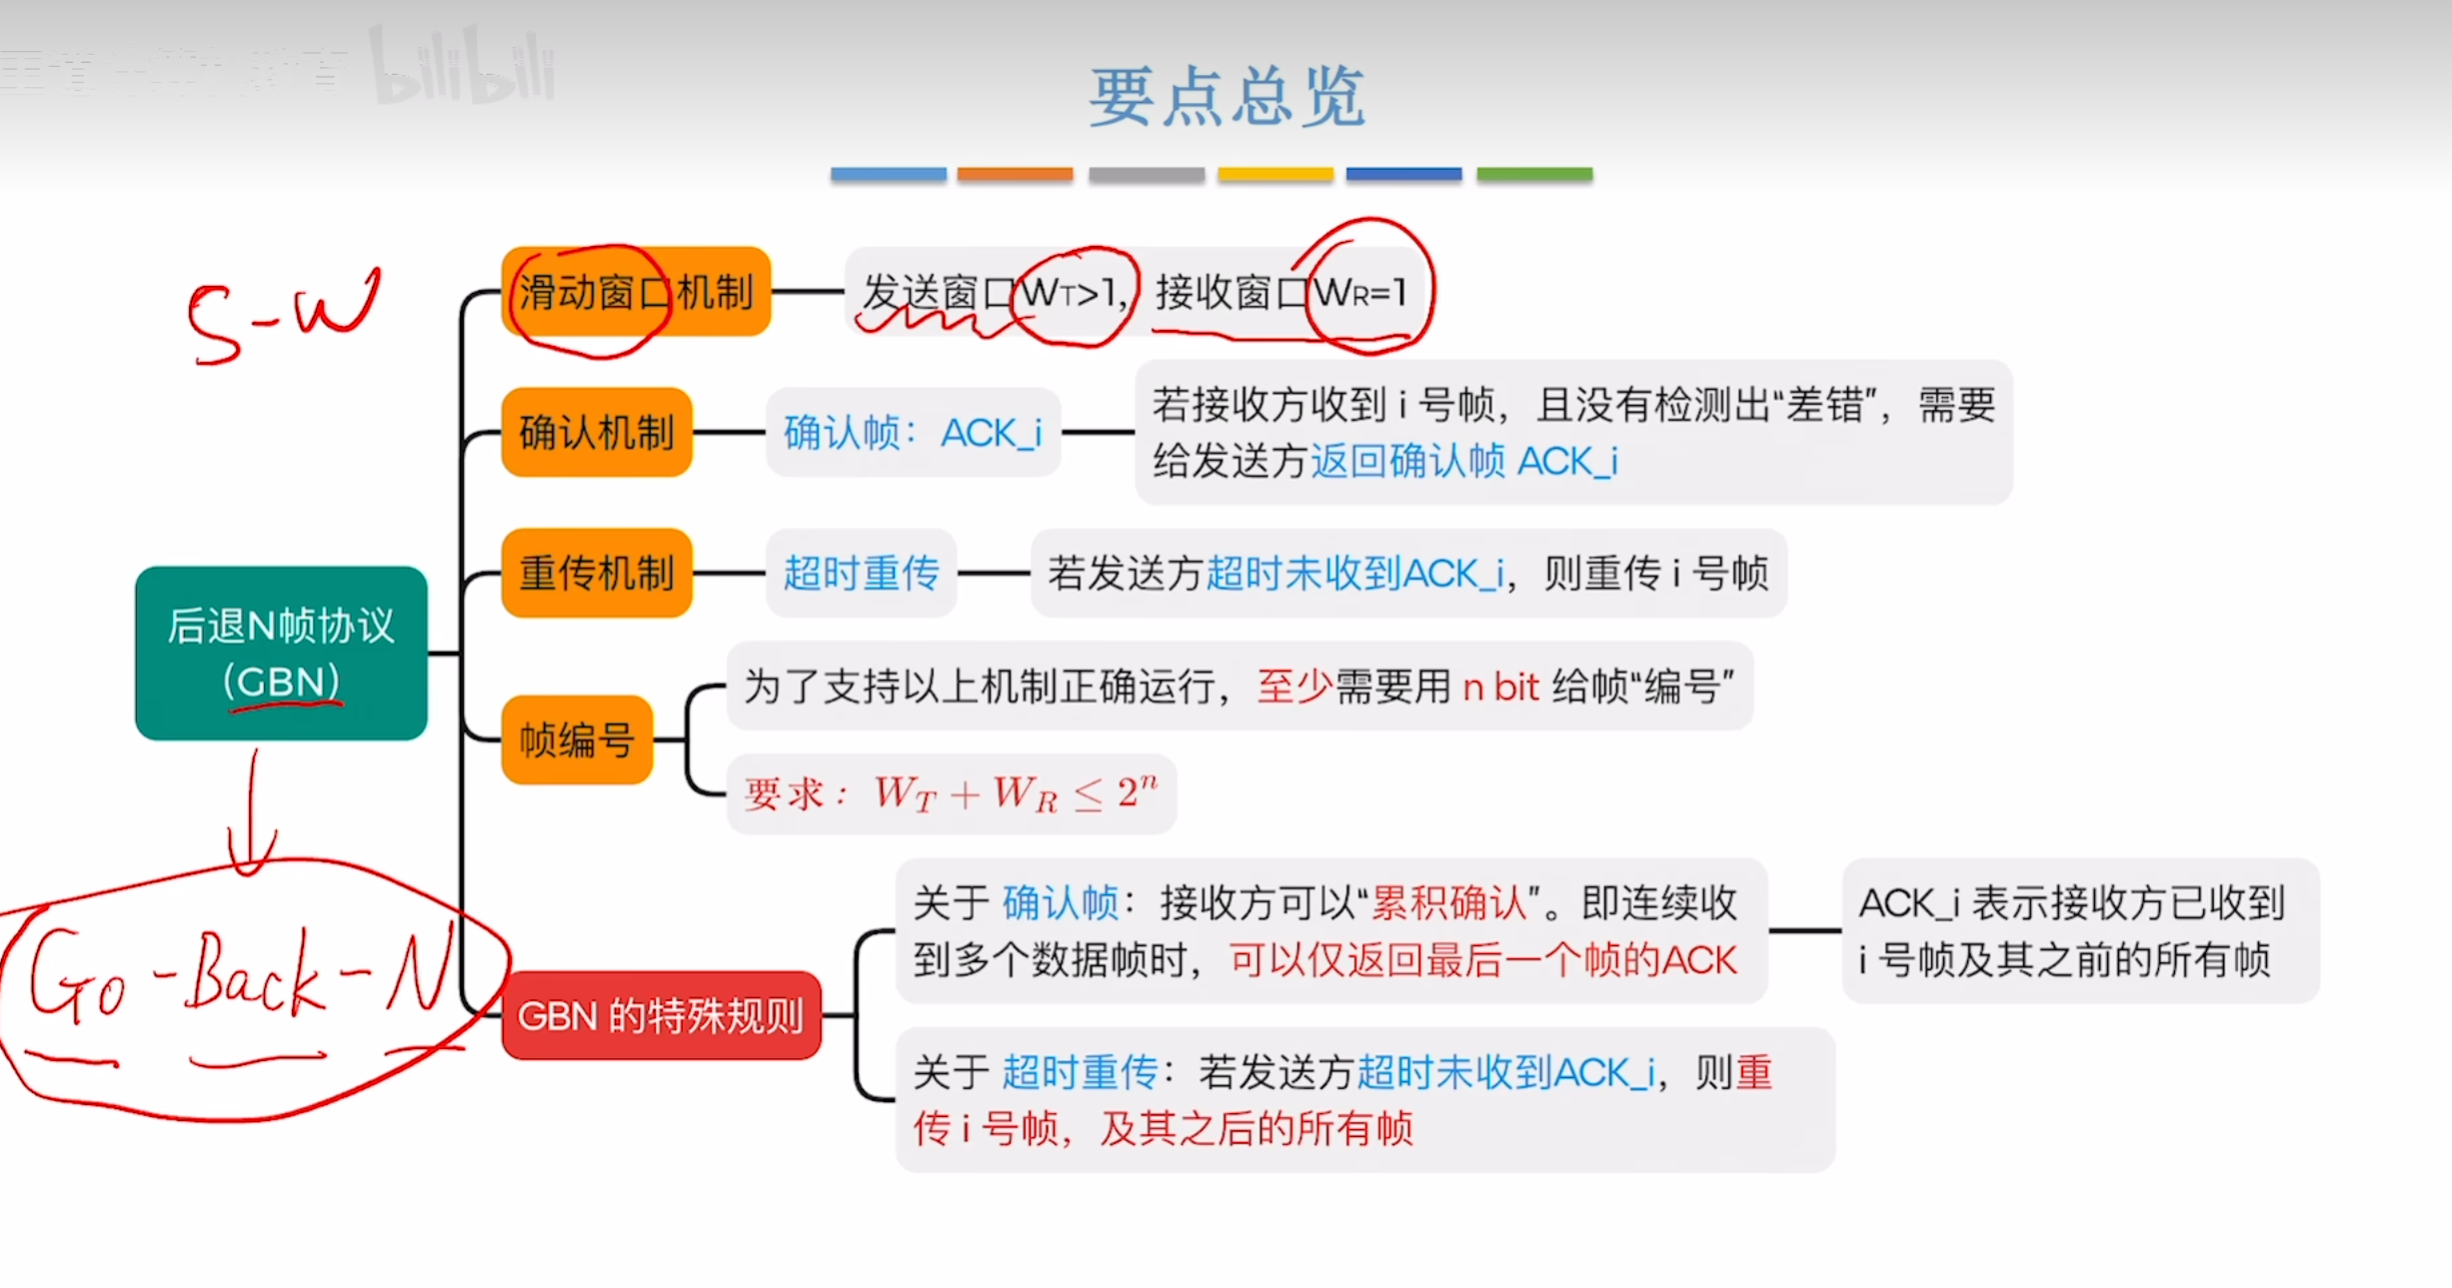 bilibili
要点总览
S-W
滑动窗口机制
发送窗口WT>1, 接收窗口WR=1
确认机制
确认帧：ACK_i
若接收方收到 i 号帧，且没有检测出“差错”，需要
给发送方返回确认帧 ACK_i
重传机制
超时重传
若发送方超时未收到ACK_i，则重传 i 号帧
后退N帧协议
（GBN）
帧编号
为了支持以上机制正确运行，至少需要用 n bit 给帧“编号”
要求：W_T + W_R ≤ 2^n
Go-Back-N
GBN 的特殊规则
关于 确认帧：接收方可以“累积确认”。即连续收
到多个数据帧时，可以仅返回最后一个帧的ACK
ACK_i 表示接收方已收到
i 号帧及其之前的所有帧
关于 超时重传：若发送方超时未收到ACK_i，则重
传 i 号帧，及其之后的所有帧